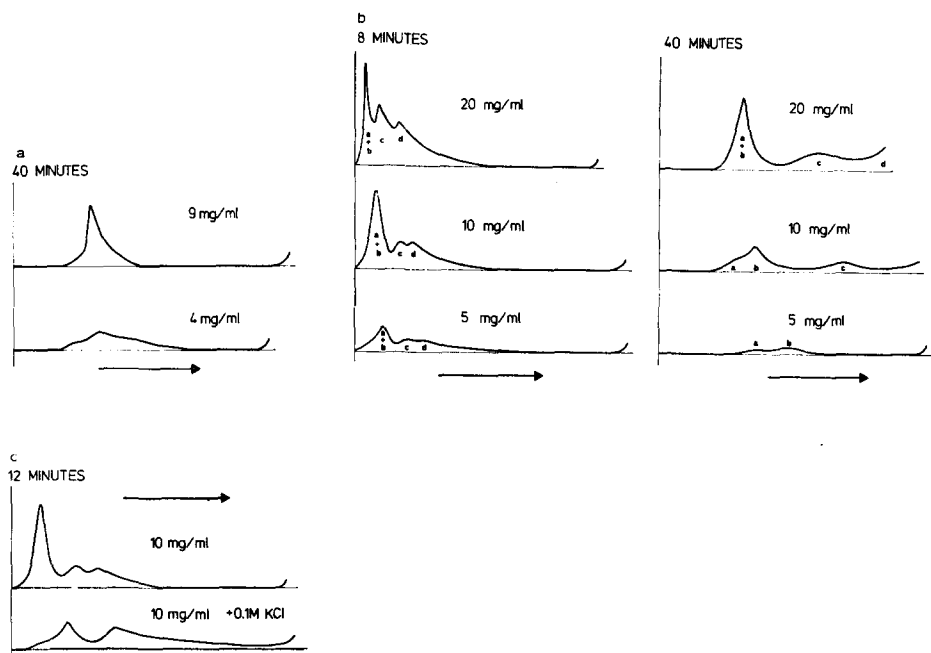 a
40 MINUTES
9 mg/ml
4 mg/ml
b
8 MINUTES
20 mg/ml
a
+
b
c
d
10 mg/ml
a
+
b
c
d
5 mg/ml
a
+
b
c
d
40 MINUTES
20 mg/ml
a
+
b
c
d
10 mg/ml
a
b
c
5 mg/ml
a
b
c
12 MINUTES
10 mg/ml
10 mg/ml +0.1M KCl